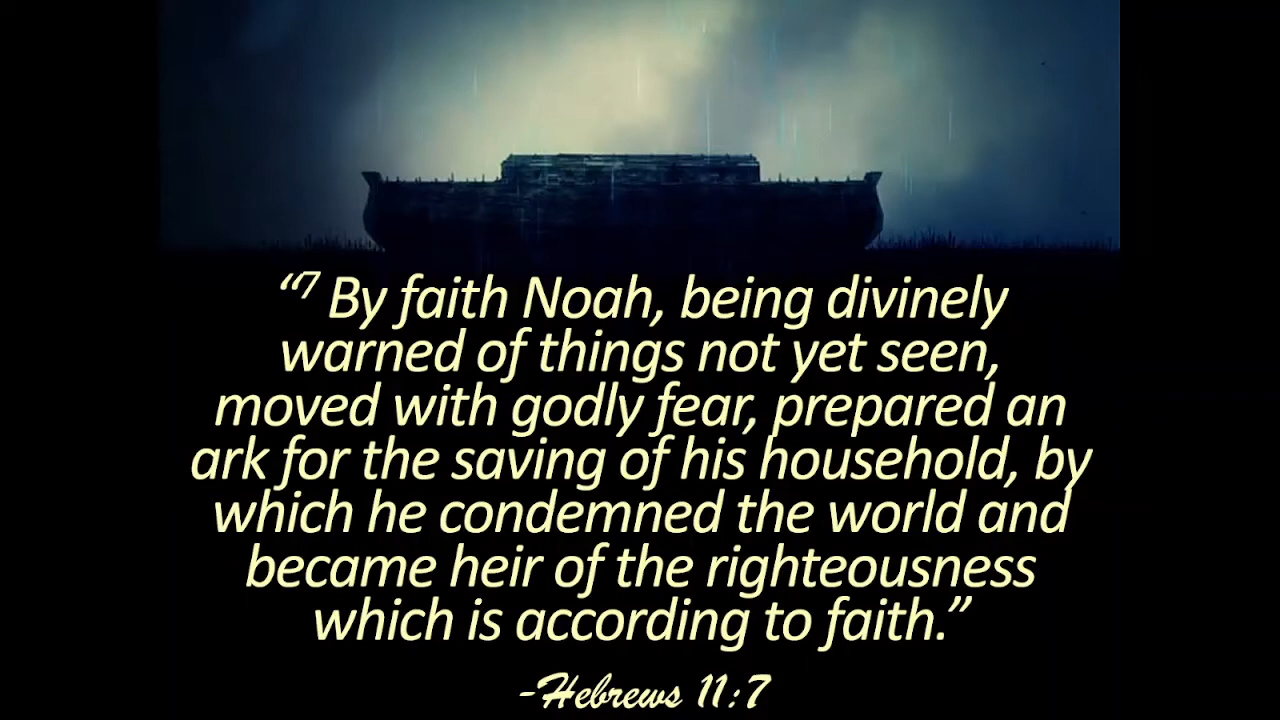 “⁷ By faith Noah, being divinely
warned of things not yet seen,
moved with godly fear, prepared an
ark for the saving of his household, by
which he condemned the world and
became heir of the righteousness
which is according to faith.”
-Hebrews 11:7